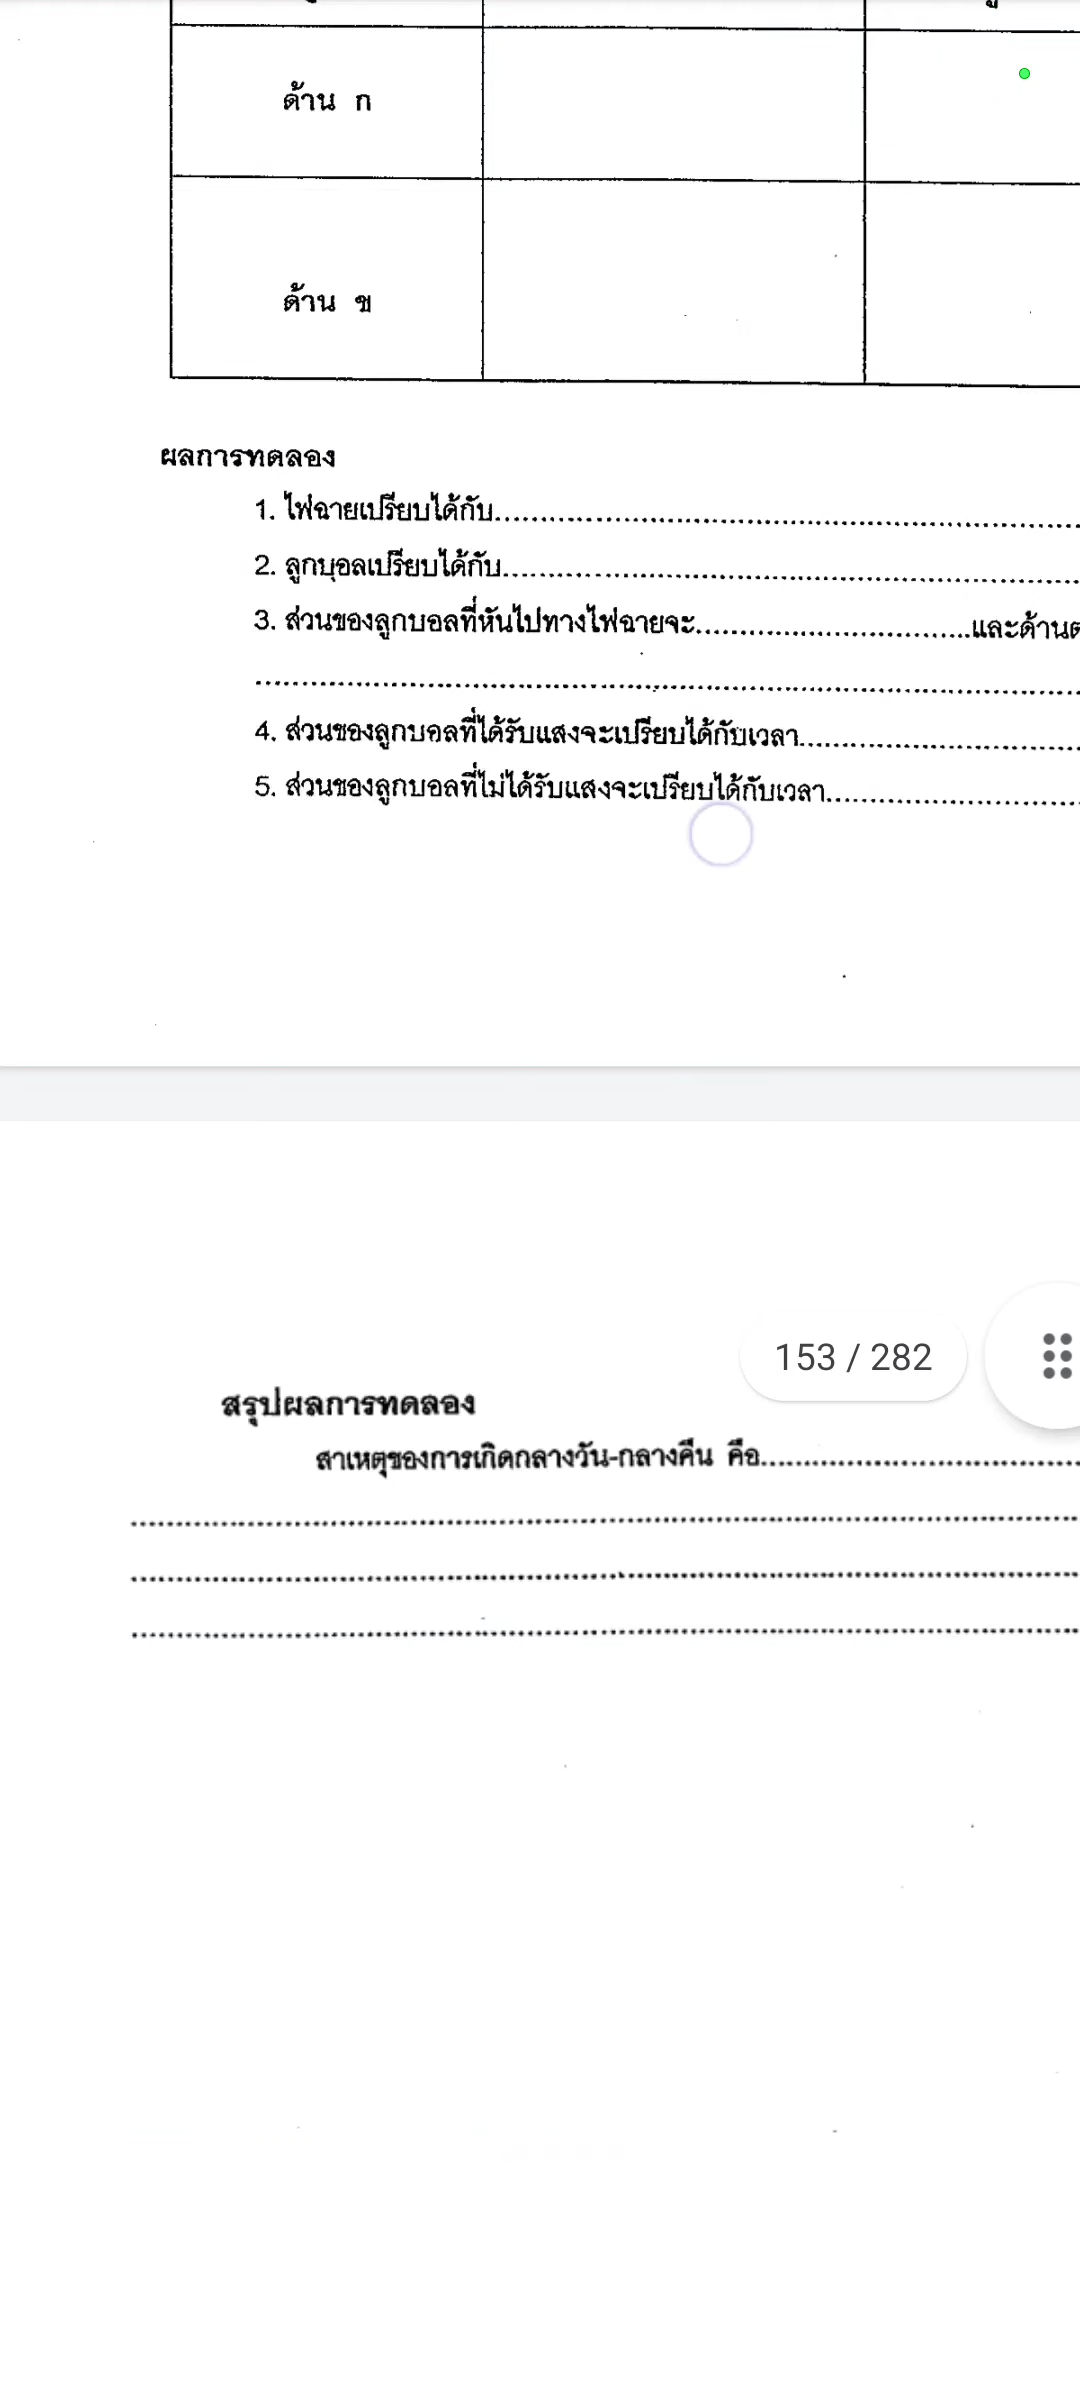 ด้าน ก
ด้าน ข
ผลการทดลอง
1. ไฟฉายเปรียบได้กับ
2. ลูกบอลเปรียบได้กับ
3. ส่วนของลูกบอลที่หันไปทางไฟฉายจะ..............................และด้าน
4. ส่วนของลูกบอลที่ได้รับแสงจะเปรียบได้กับเวลา
5. ส่วนของลูกบอลที่ไม่ได้รับแสงจะเปรียบได้กับเวลา
153 / 282
สรุปผลการทดลอง
สาเหตุของการเกิดกลางวัน-กลางคืน คือ